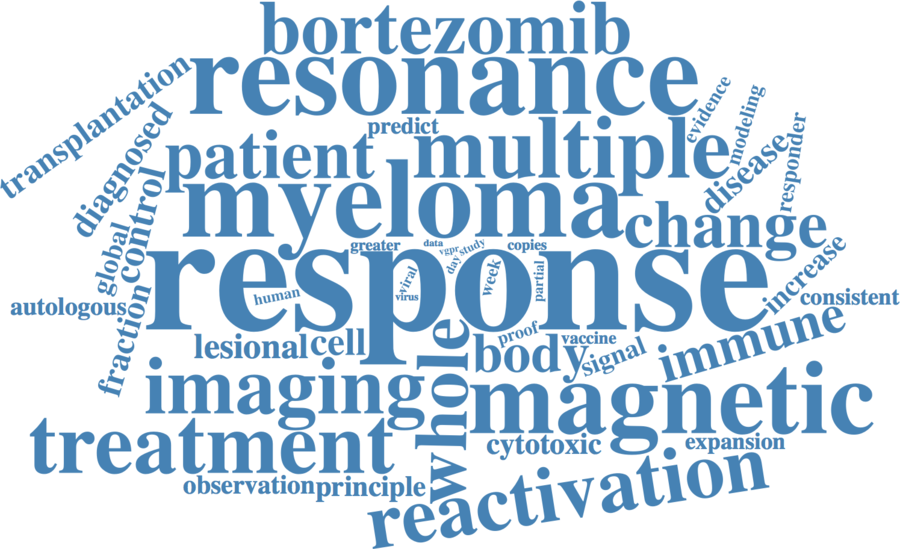 bortezomib
resonance
transplantation
predict
evidence
modeling
diagnosed
patient
multiple
disease
responder
myeloma
control
global
change
greater
data
vgpr
study
day
copies
response
viral
virus
human
week
partial
increase
consistent
autologous
fraction
lesional
cell
whole
proof
vaccine
body
signal
immune
imaging
magnetic
treatment
cytotoxic
expansion
observation
principle
reactivation